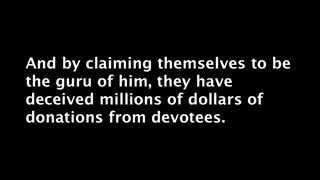 And by claiming themselves to be
the guru of him, they have
deceived millions of dollars of
donations from devotees.